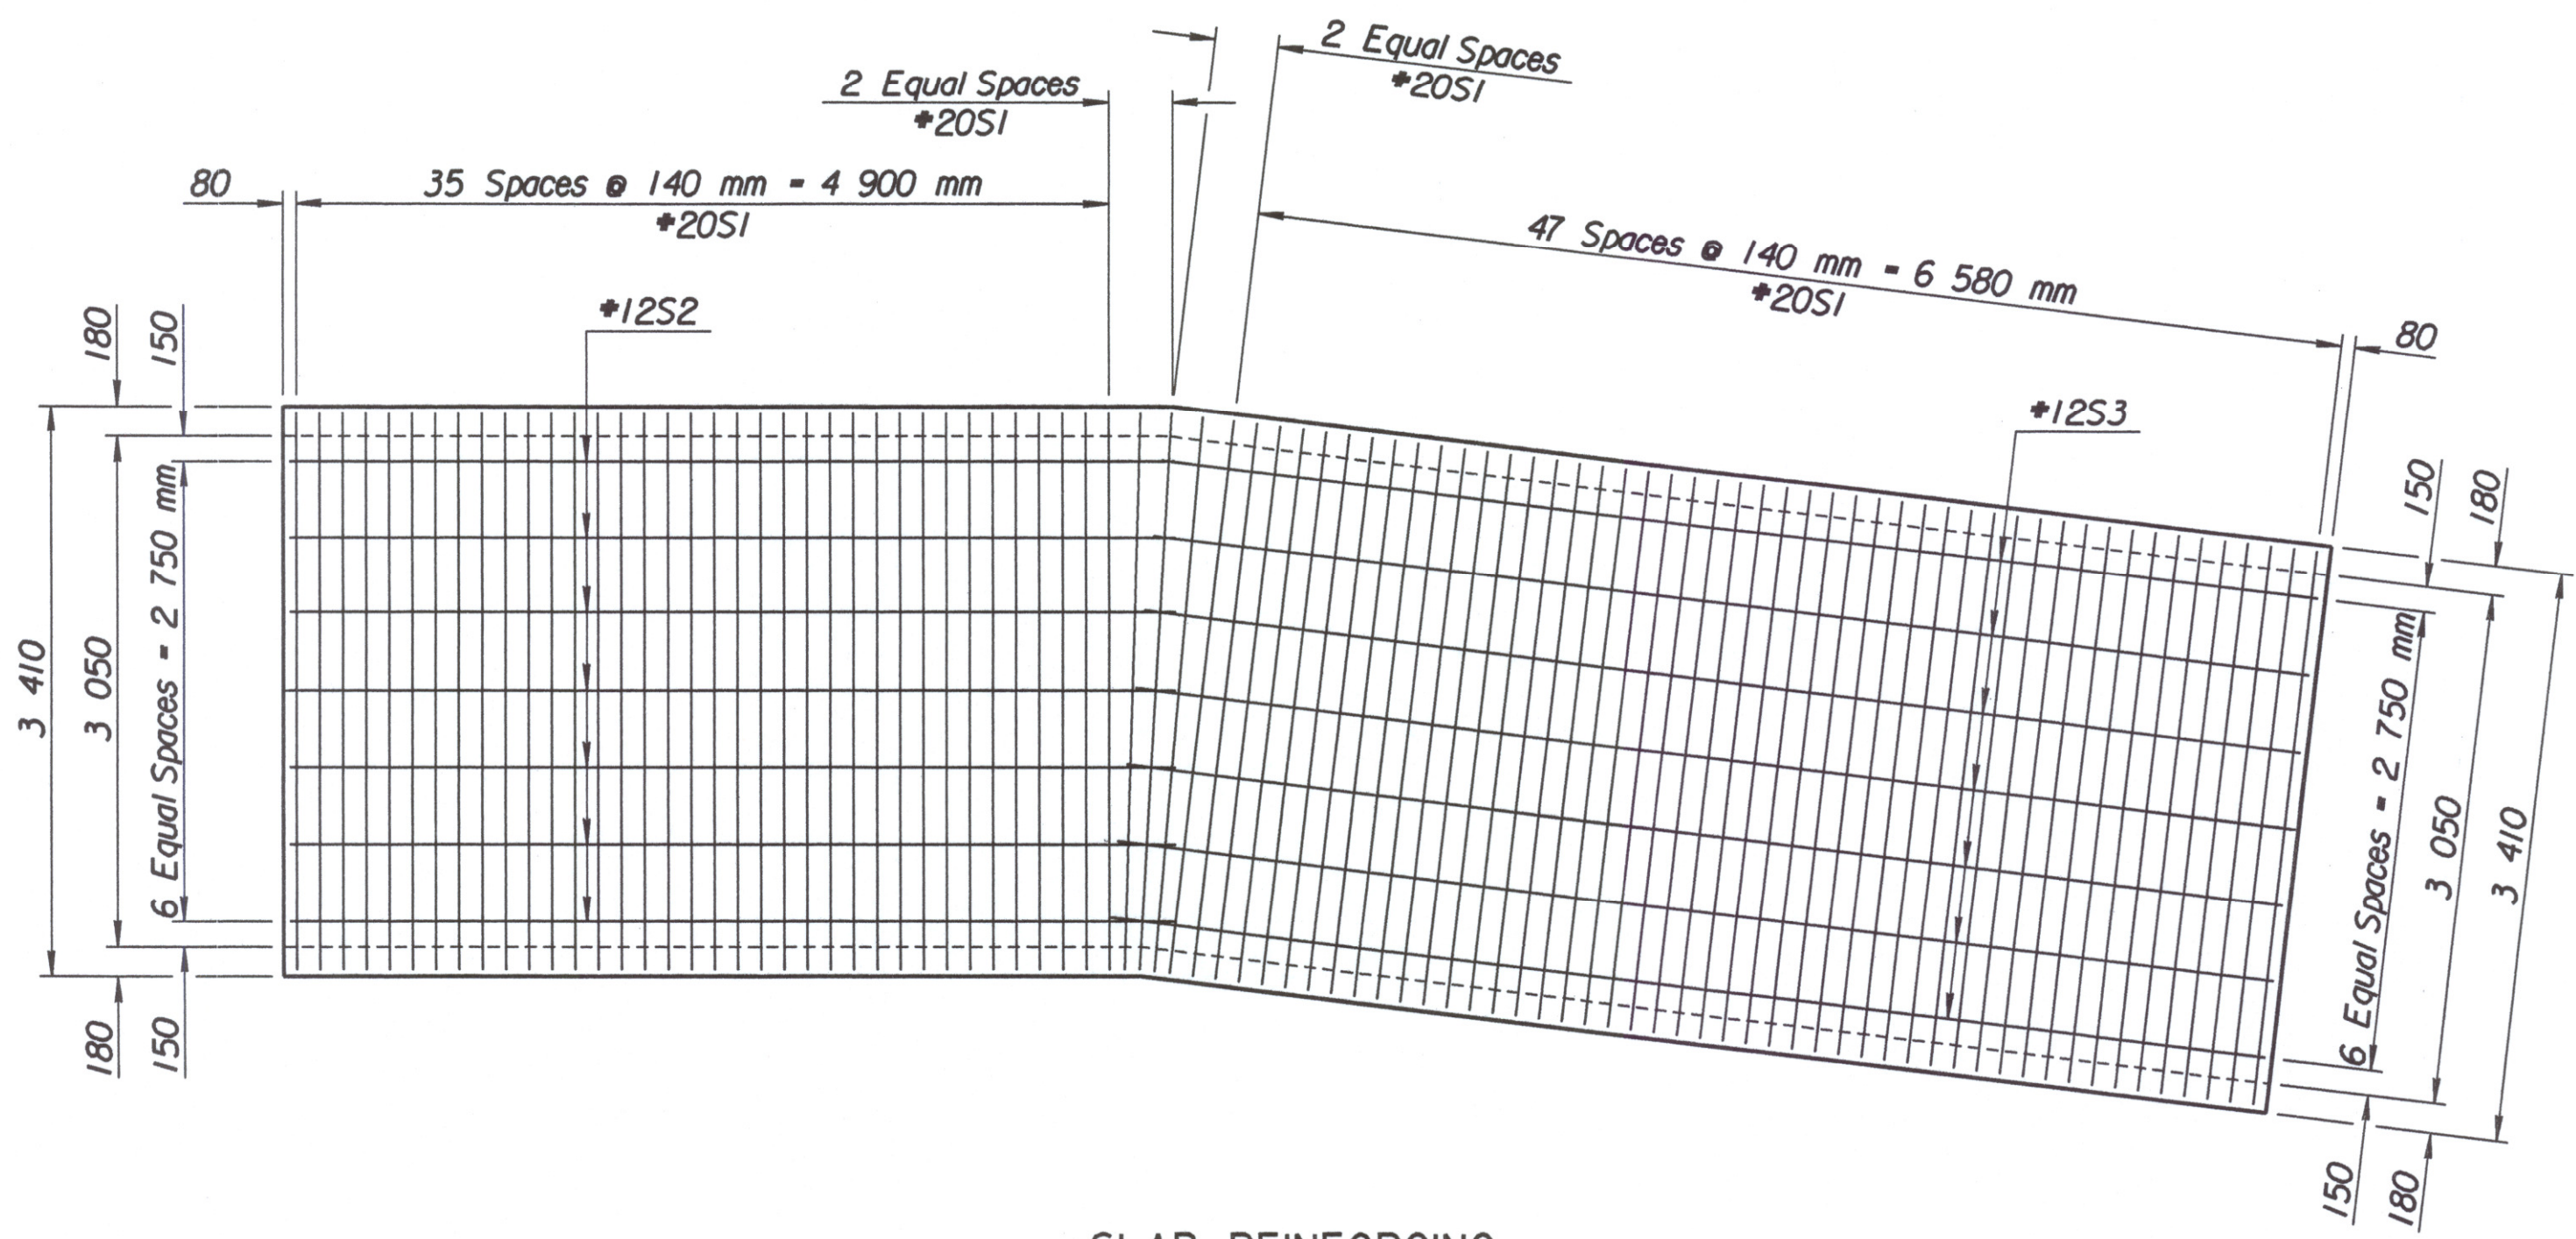 2 Equal Spaces
#20S1
2 Equal Spaces
#20S1
80
35 Spaces @ 140 mm = 4 900 mm
#20S1
47 Spaces @ 140 mm = 6 580 mm
#20S1
80
#12S2
#12S3
180
150
3 410
3 050
6 Equal Spaces = 2 750 mm
180
150
150
180
6 Equal Spaces = 2 750 mm
3 050
3 410
150
180
SLAB REINFORCING